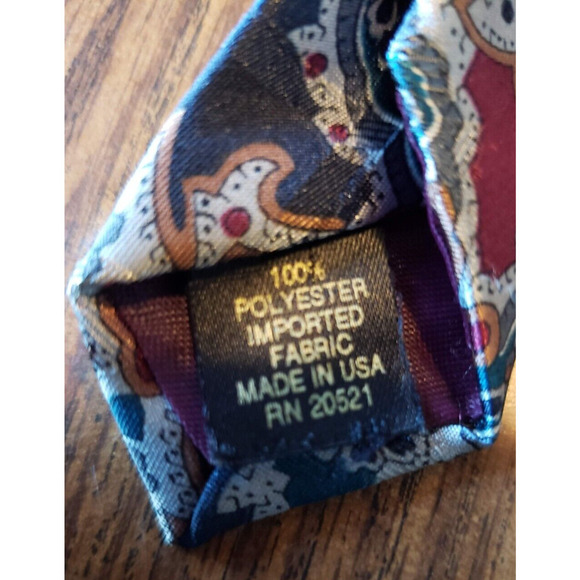 100%
POLYESTER
IMPORTED
FABRIC
MADE IN USA
RN 20521